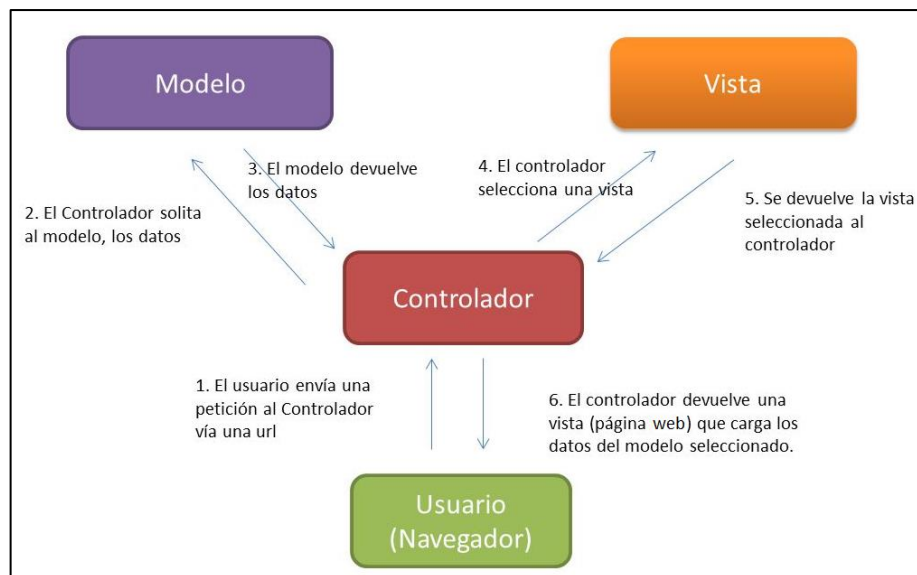 Modelo
Vista
3. El modelo devuelve
los datos
4. El controlador
selecciona una vista
2. El Controlador solita
al modelo, los datos
5. Se devuelve la vista
seleccionada al
controlador
Controlador
1. El usuario envía una
petición al Controlador
vía una url
6. El controlador devuelve una
vista (página web) que carga los
datos del modelo seleccionado.
Usuario
(Navegador)